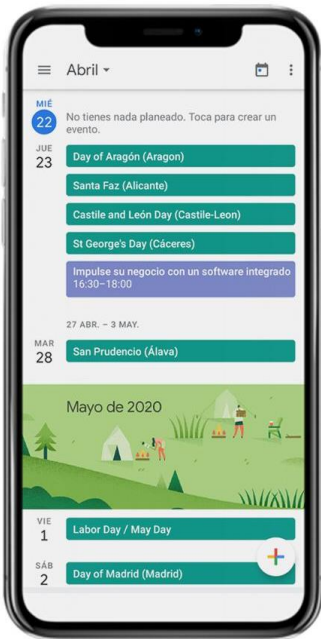 Abril
MIÉ
22
No tienes nada planeado. Toca para crear un
evento.
JUE
23
Day of Aragón (Aragon)
Santa Faz (Alicante)
Castile and León Day (Castile-Leon)
St George's Day (Cáceres)
Impulse su negocio con un software integrado
16:30–18:00
27 ABR. – 3 MAY.
MAR
28
San Prudencio (Álava)
Mayo de 2020
VIE
1
Labor Day / May Day
SÁB
2
Day of Madrid (Madrid)